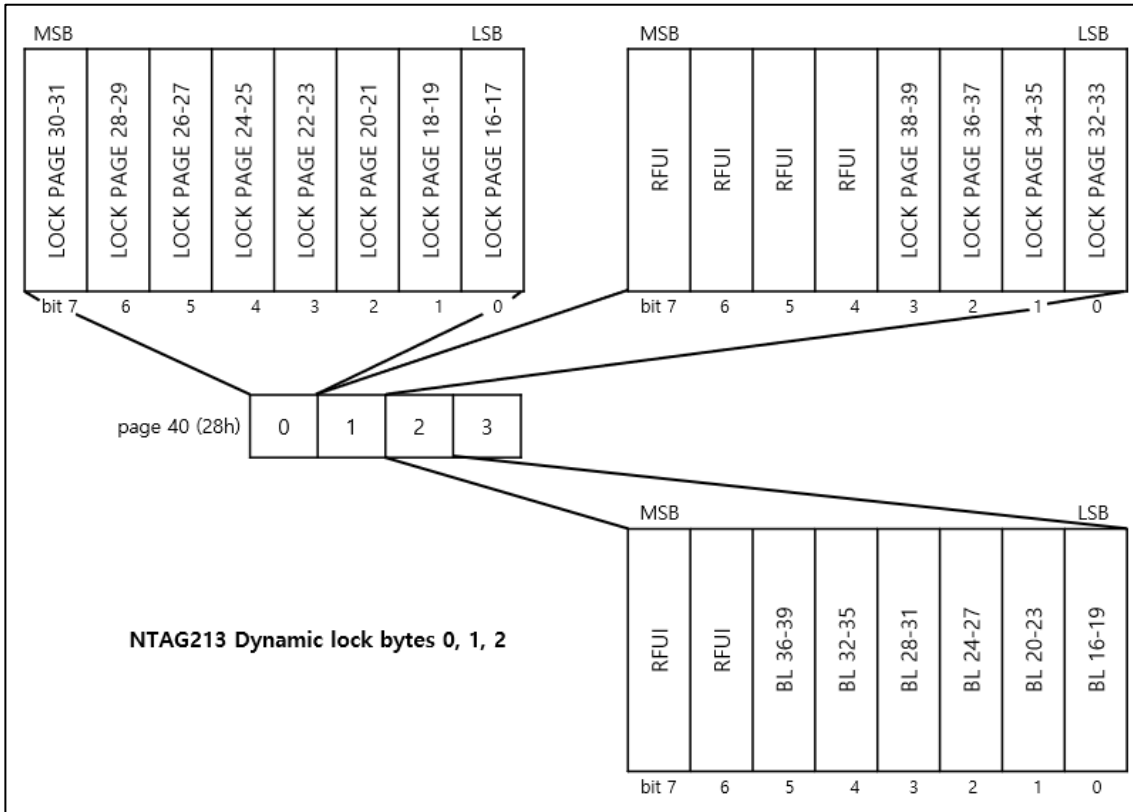 MSB LSB
LOCK PAGE 30-31
LOCK PAGE 28-29
LOCK PAGE 26-27
LOCK PAGE 24-25
LOCK PAGE 22-23
LOCK PAGE 20-21
LOCK PAGE 18-19
LOCK PAGE 16-17
bit 7 6 5 4 3 2 1 0
MSB LSB
RFUI
RFUI
RFUI
RFUI
LOCK PAGE 38-39
LOCK PAGE 36-37
LOCK PAGE 34-35
LOCK PAGE 32-33
bit 7 6 5 4 3 2 1 0
page 40 (28h) 0 1 2 3
MSB LSB
RFUI
RFUI
BL 36-39
BL 32-35
BL 28-31
BL 24-27
BL 20-23
BL 16-19
bit 7 6 5 4 3 2 1 0
NTAG213 Dynamic lock bytes 0, 1, 2